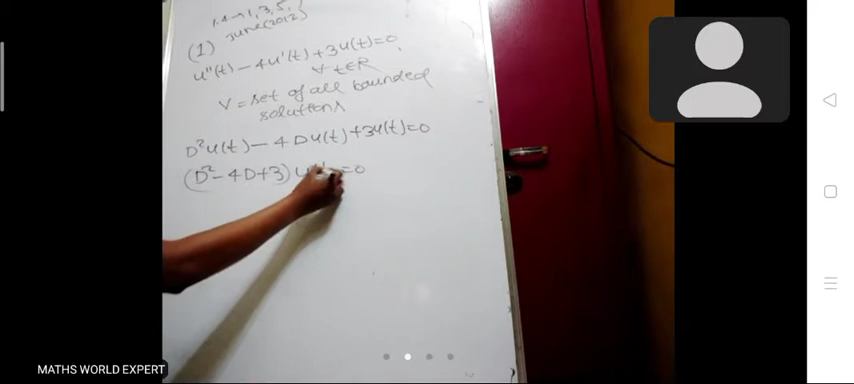 1,4→1,3,5,
June(2012)
(1)
u''(t) - 4u'(t) + 3u(t) = 0,
∀ t∈R
V = set of all bounded
solutions
D²u(t) - 4Du(t) + 3u(t) = 0
(D² - 4D + 3) u = 0
MATHS WORLD EXPERT